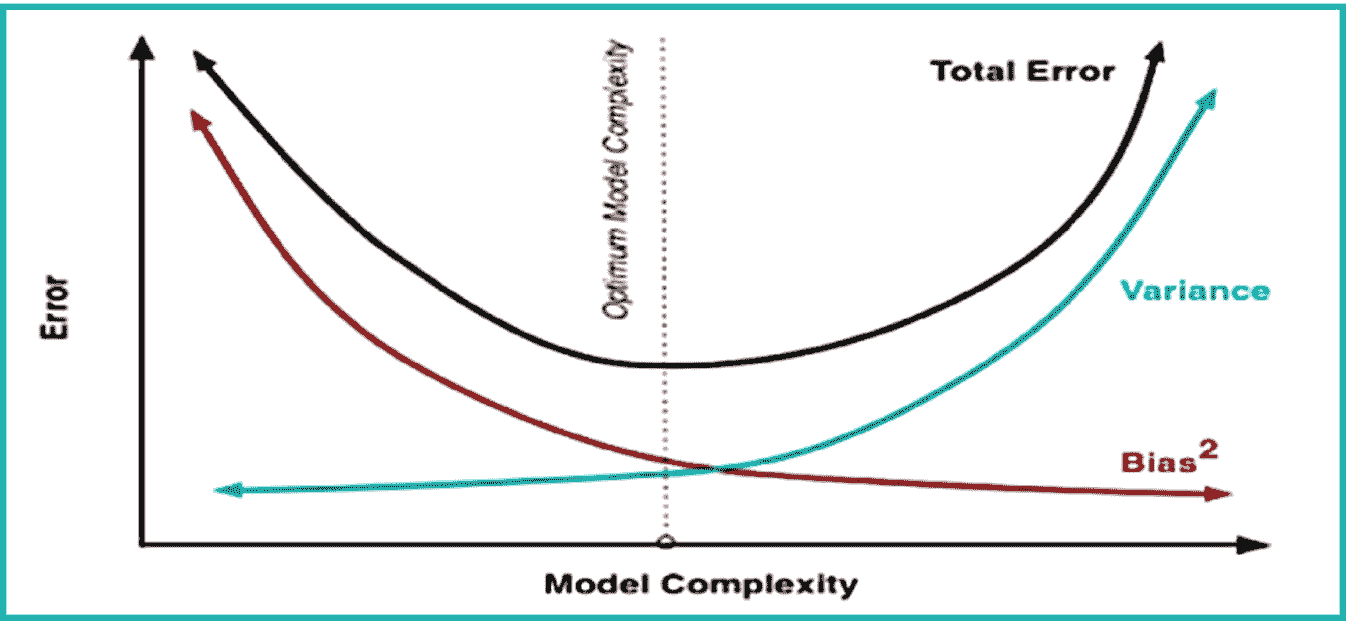 Total Error
Optimum Model Complexity
Variance
Error
Bias²
Model Complexity